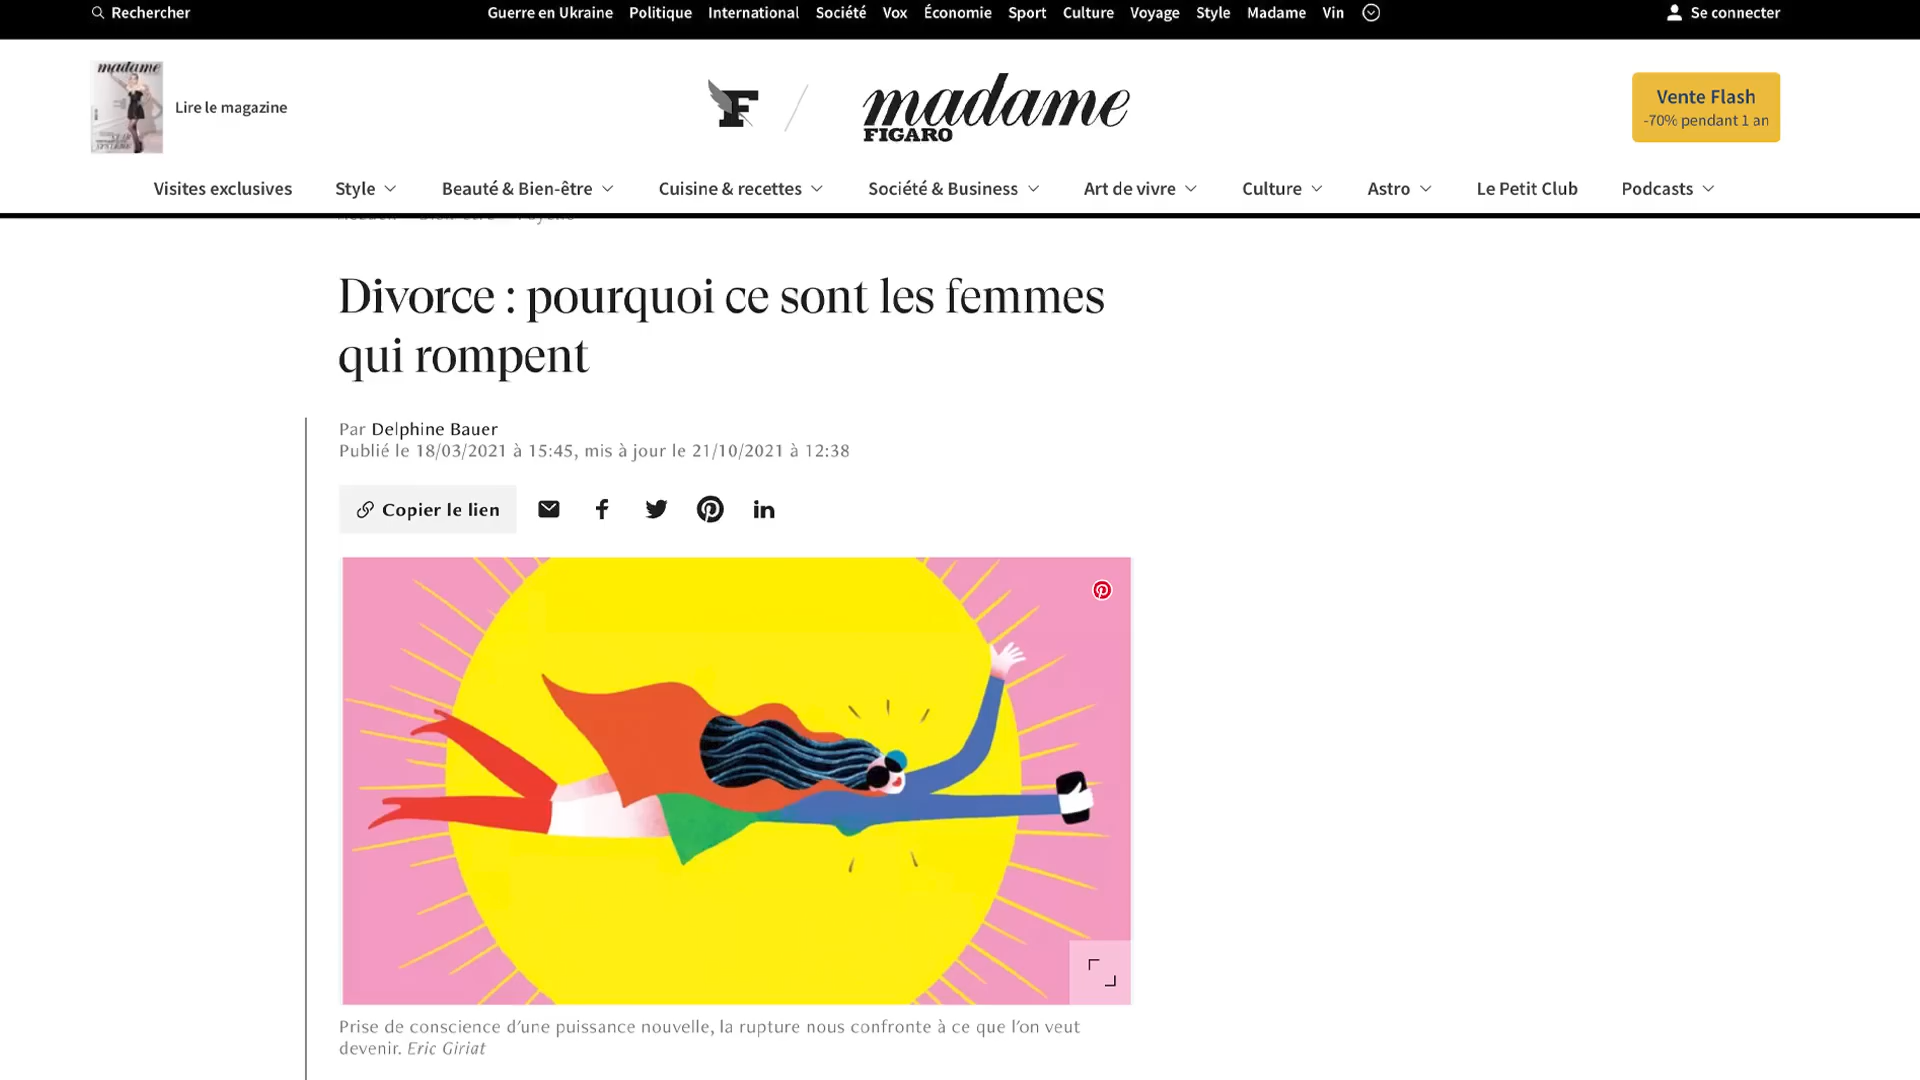 Rechercher
Guerre en Ukraine Politique International Société Vox Économie Sport Culture Voyage Style Madame Vin
Se connecter
madame
Lire le magazine
F
madame
FIGARO
Vente Flash
-70% pendant 1 an
Visites exclusives Style Beauté & Bien-être Cuisine & recettes Société & Business Art de vivre Culture Astro Le Petit Club Podcasts
Divorce : pourquoi ce sont les femmes
qui rompent
Par Delphine Bauer
Publié le 18/03/2021 à 15:45, mis à jour le 21/10/2021 à 12:38
Copier le lien
Prise de conscience d'une puissance nouvelle, la rupture nous confronte à ce que l'on veut
devenir. Eric Giriat